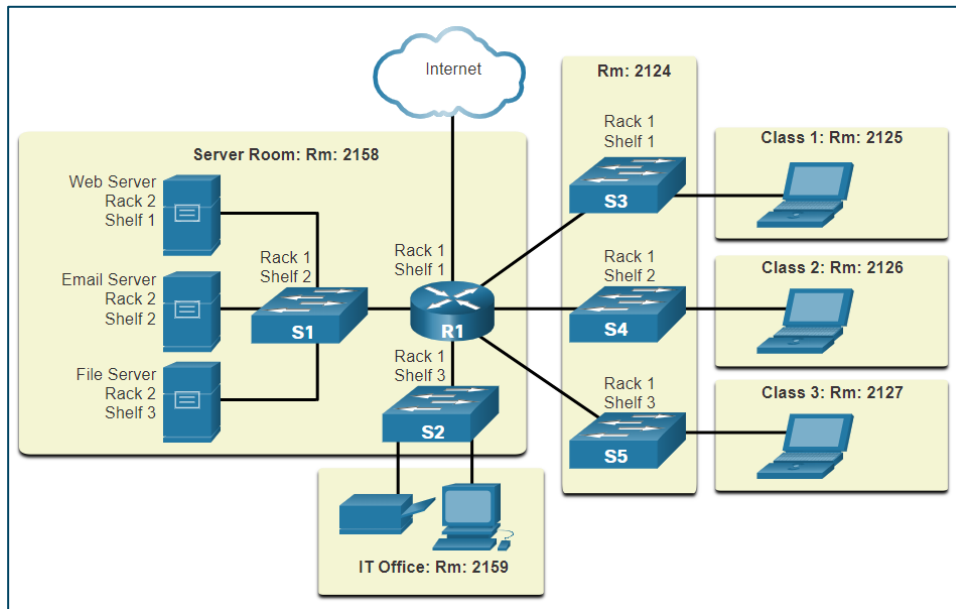 Internet
Rm: 2124
Rack 1
Shelf 1
S3
Class 1: Rm: 2125
Server Room: Rm: 2158
Web Server
Rack 2
Shelf 1
Rack 1
Shelf 2
S1
Rack 1
Shelf 1
R1
Email Server
Rack 2
Shelf 2
Rack 1
Shelf 2
S4
Class 2: Rm: 2126
File Server
Rack 2
Shelf 3
Rack 1
Shelf 3
S2
Rack 1
Shelf 3
S5
Class 3: Rm: 2127
IT Office: Rm: 2159